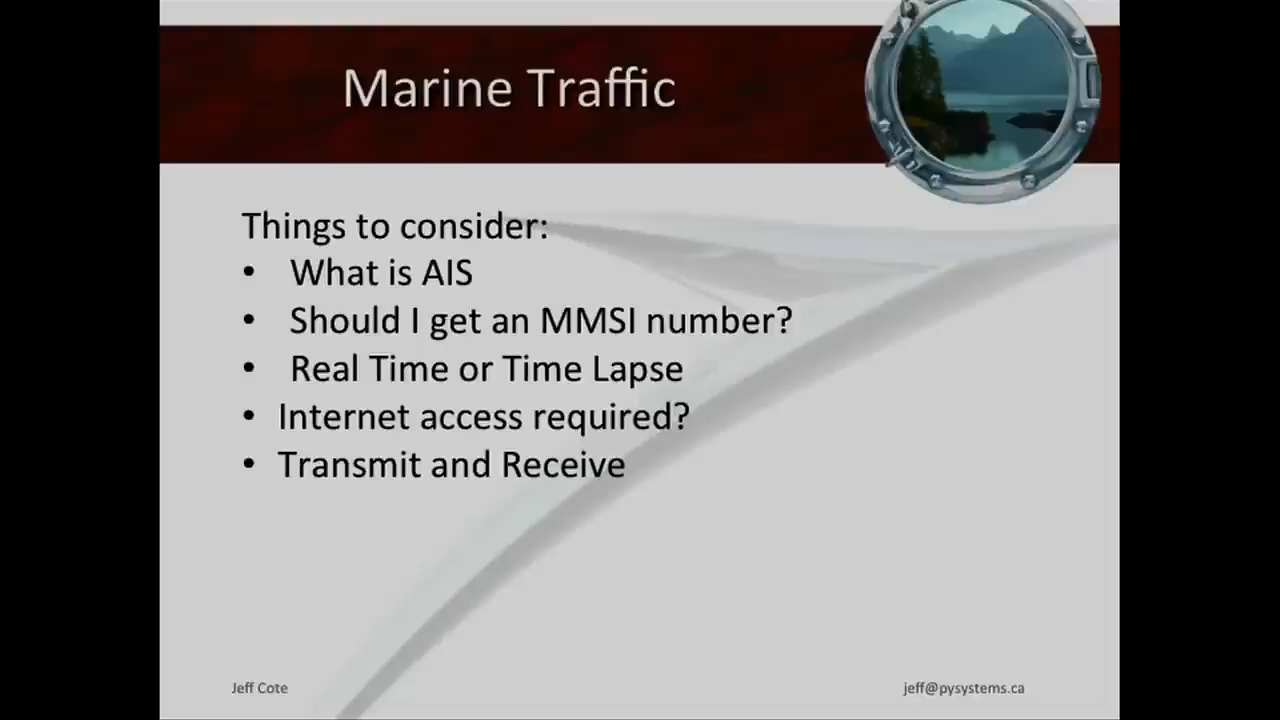 Marine Traffic
Things to consider:
• What is AIS
• Should I get an MMSI number?
• Real Time or Time Lapse
• Internet access required?
• Transmit and Receive
Jeff Cote
jeff@pysystems.ca